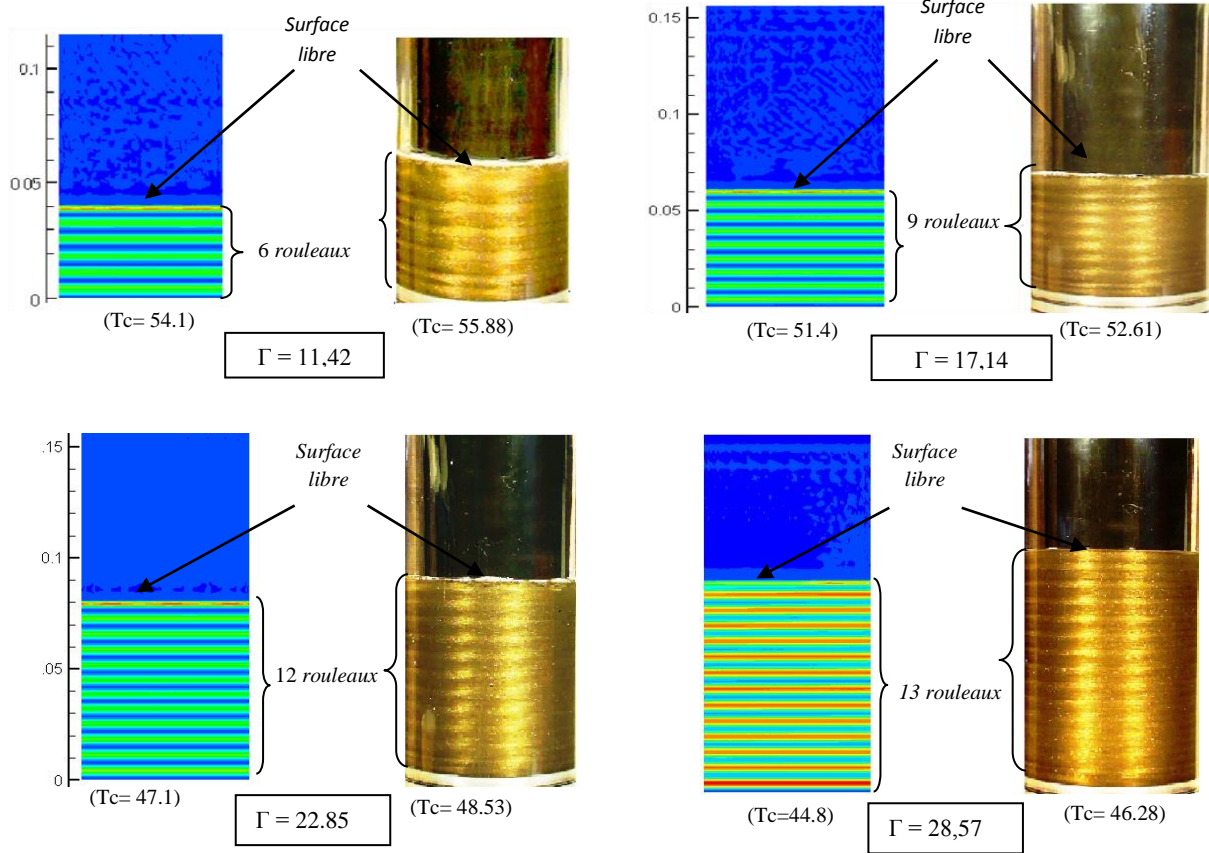 Surface
libre
0.1
0.05
0
6 rouleaux
(Tc= 54.1)
(Tc= 55.88)
Γ = 11,42
Surface
libre
0.15
0.1
0.05
0
9 rouleaux
(Tc= 51.4)
(Tc= 52.61)
Γ = 17,14
Surface
libre
0.15
0.1
.05
0
12 rouleaux
(Tc= 47.1)
(Tc= 48.53)
Γ = 22.85
Surface
libre
13 rouleaux
(Tc=44.8)
(Tc= 46.28)
Γ = 28,57